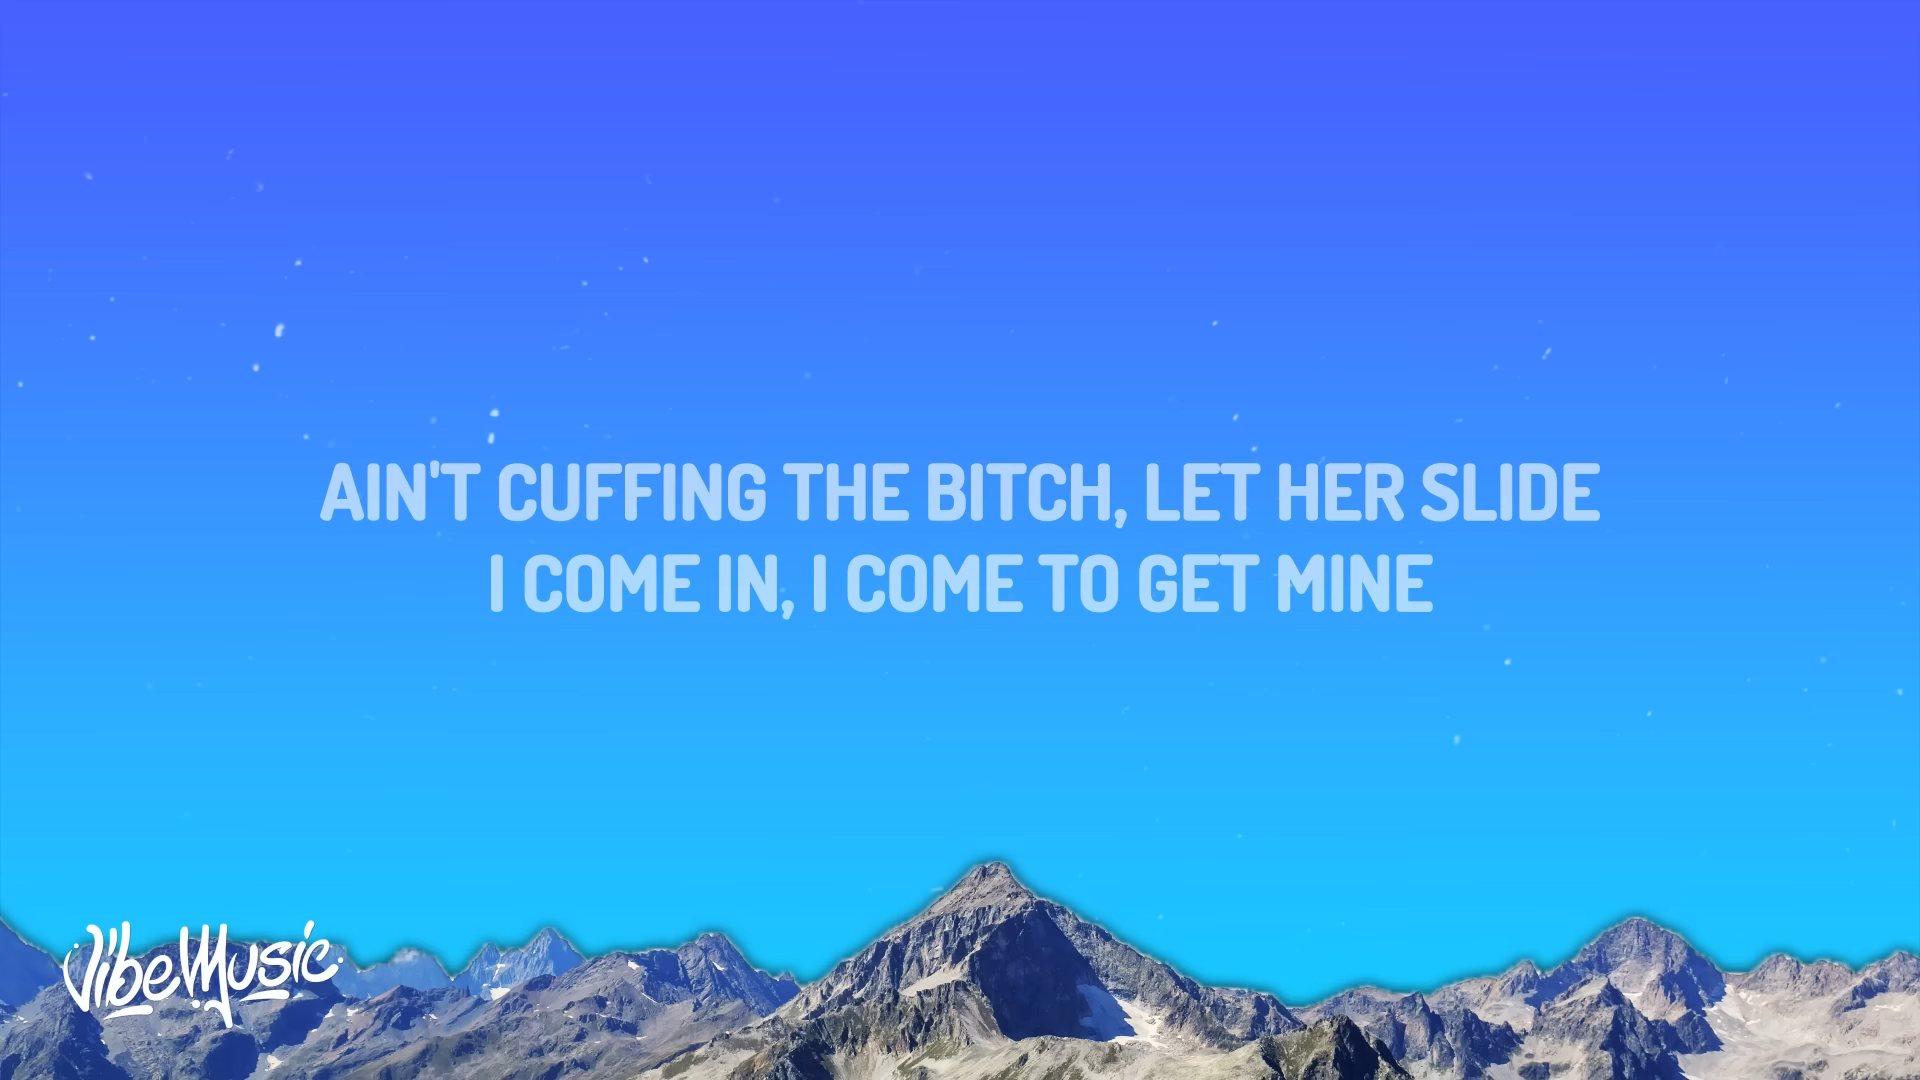 AIN'T CUFFING THE BITCH, LET HER SLIDE
I COME IN, I COME TO GET MINE
VibeMusic